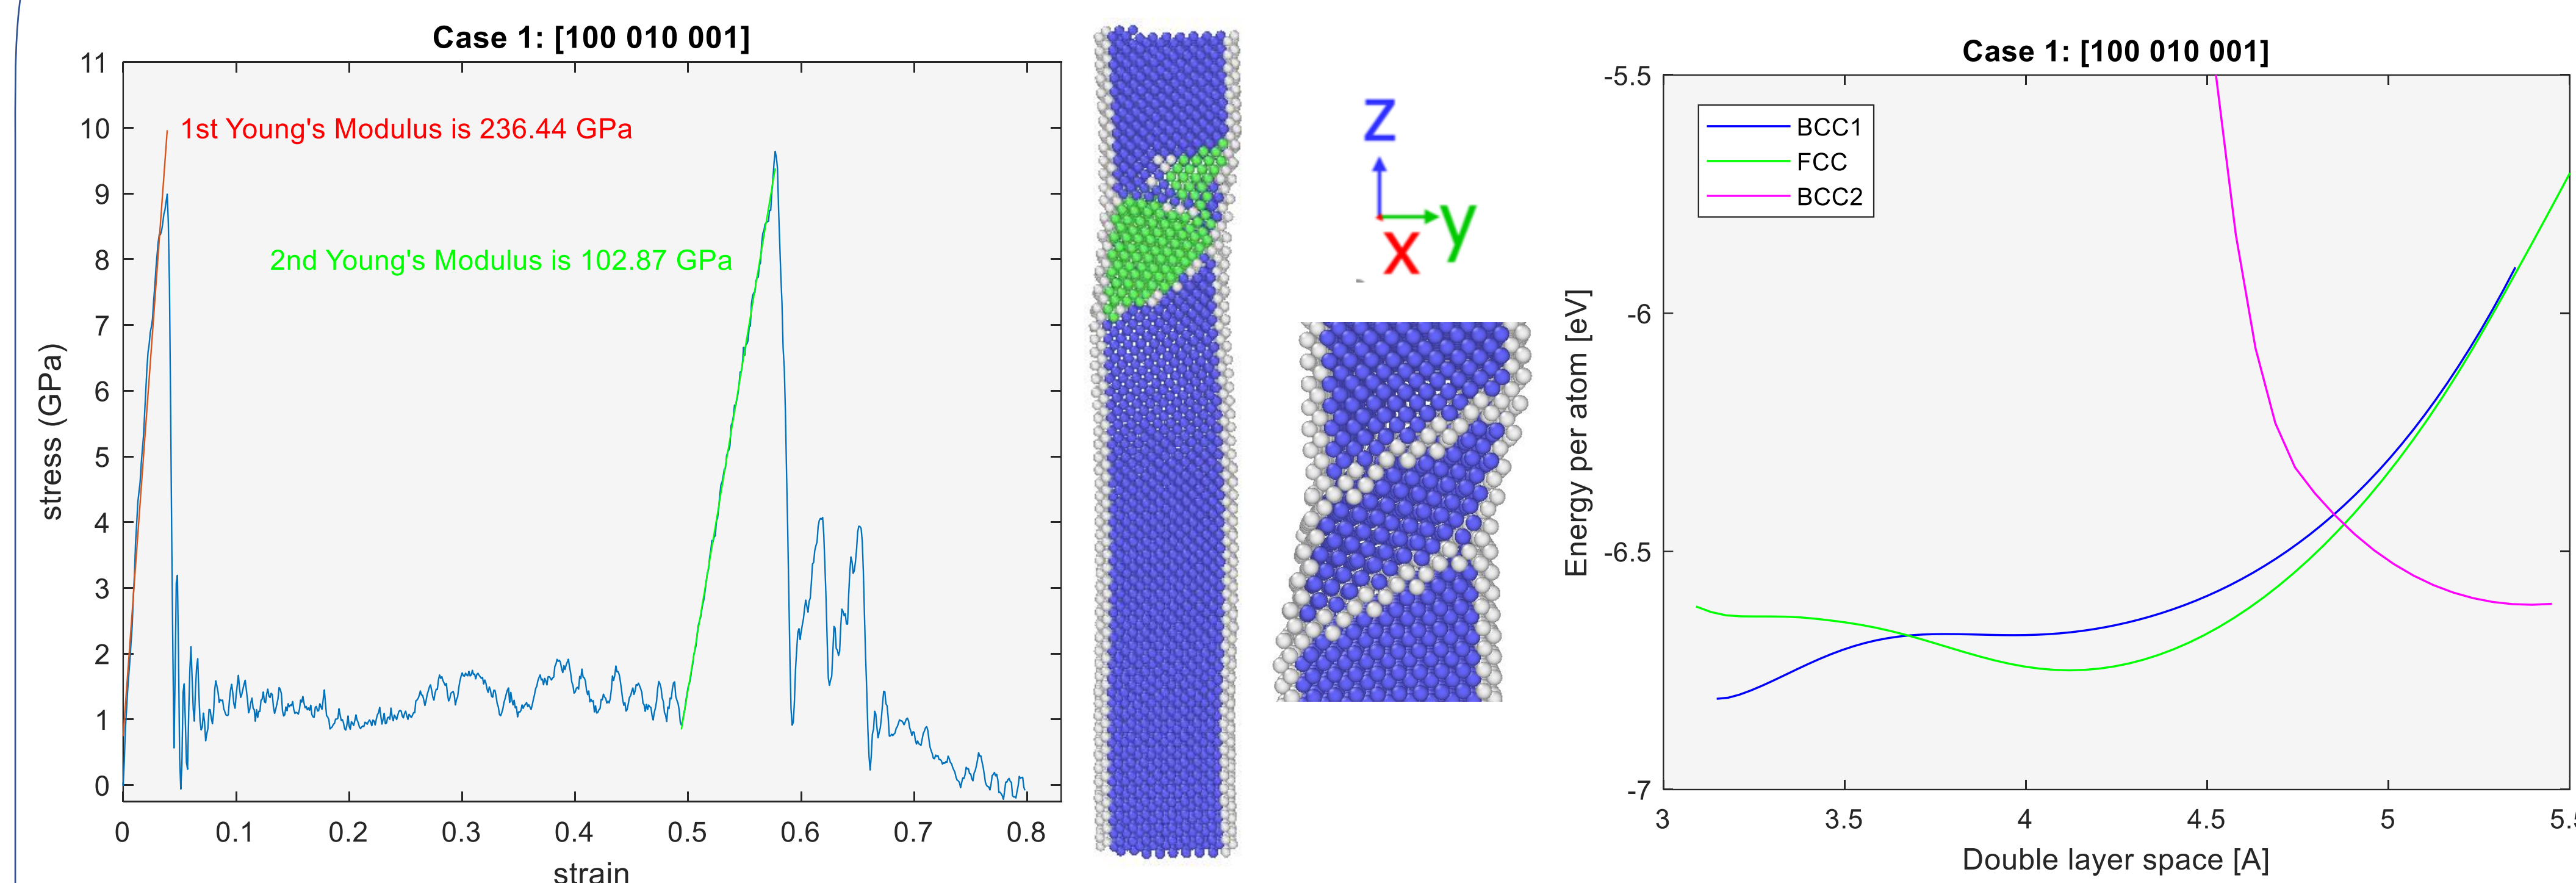 Case 1: [100 010 001]
11
10
9
8
7
6
5
4
3
2
1
0
stress (GPa)
1st Young's Modulus is 236.44 GPa
2nd Young's Modulus is 102.87 GPa
0 0.1 0.2 0.3 0.4 0.5 0.6 0.7 0.8
strain
z
y
x
Case 1: [100 010 001]
-5.5
-6
-6.5
-7
Energy per atom [eV]
BCC1
FCC
BCC2
3 3.5 4 4.5 5 5.5
Double layer space [A]